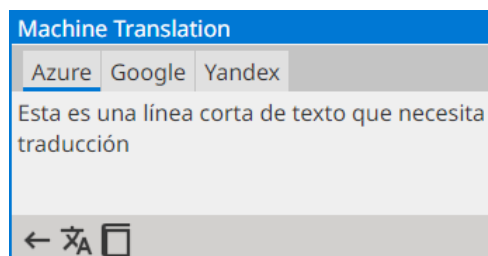 Machine Translation
Azure Google Yandex
Esta es una línea corta de texto que necesita
traducción